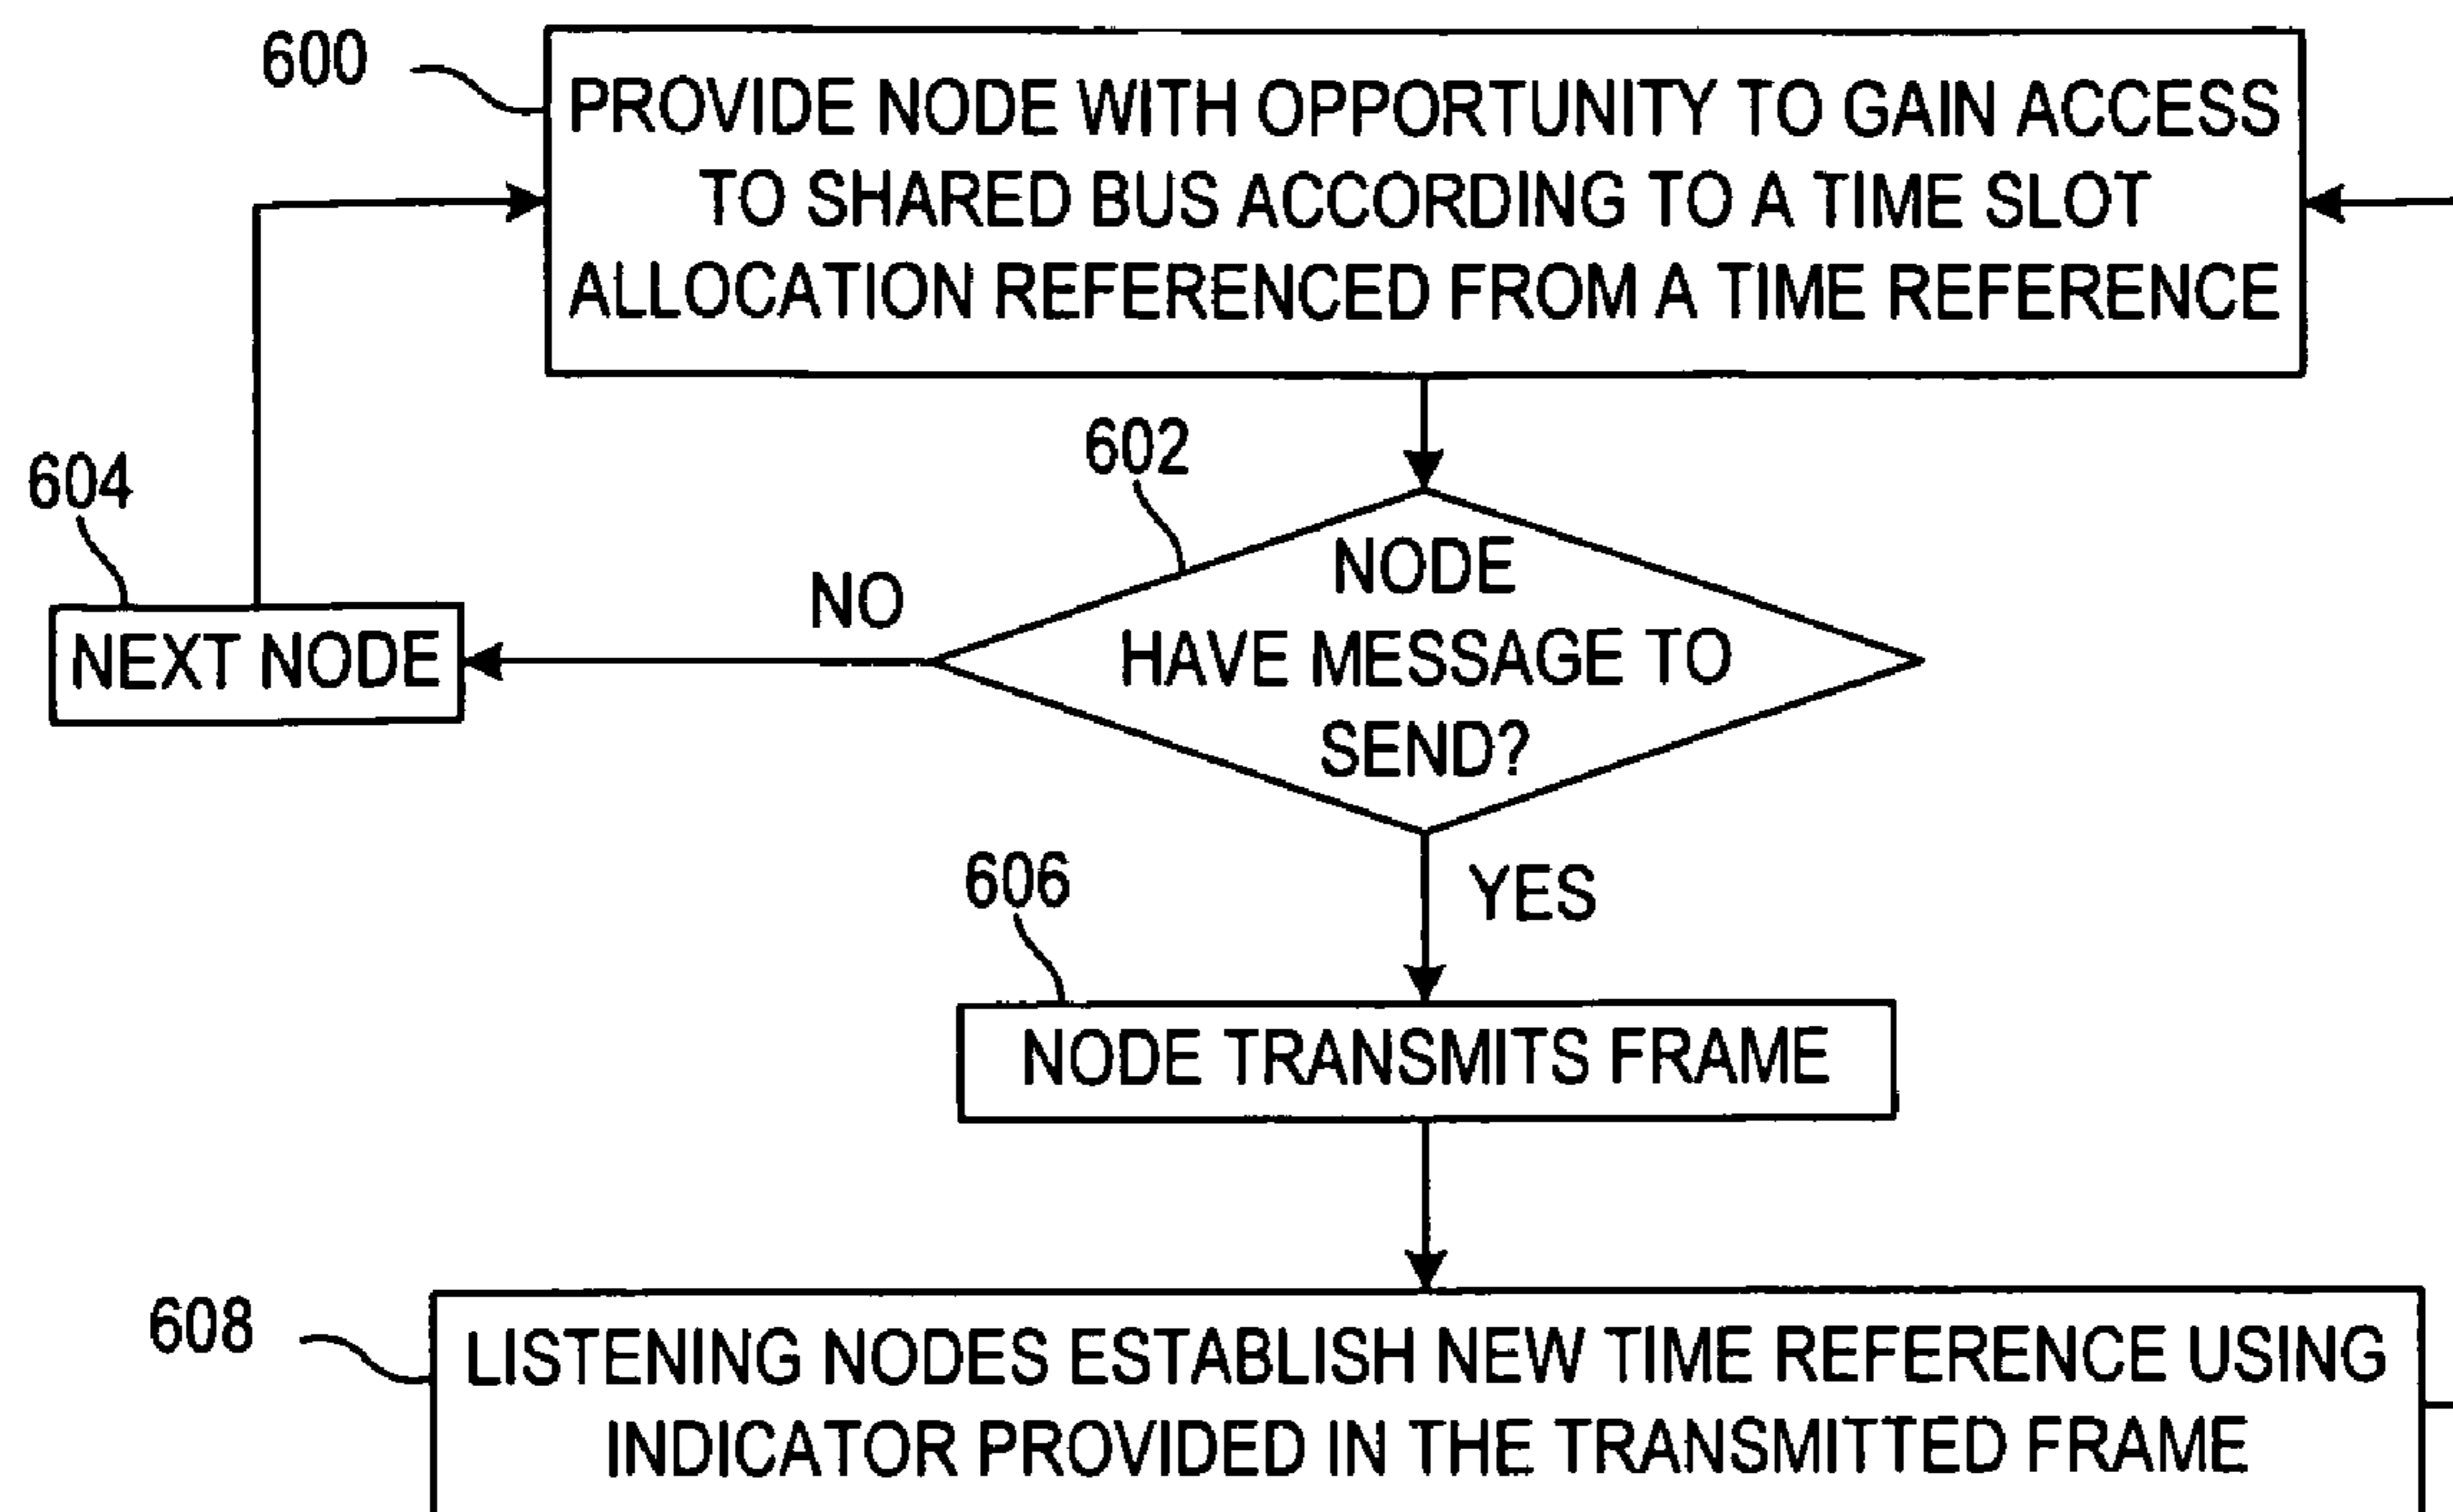 600
PROVIDE NODE WITH OPPORTUNITY TO GAIN ACCESS
TO SHARED BUS ACCORDING TO A TIME SLOT
ALLOCATION REFERENCED FROM A TIME REFERENCE
602
604
NODE
HAVE MESSAGE TO
SEND?
NO
NEXT NODE
YES
606
NODE TRANSMITS FRAME
608
LISTENING NODES ESTABLISH NEW TIME REFERENCE USING
INDICATOR PROVIDED IN THE TRANSMITTED FRAME